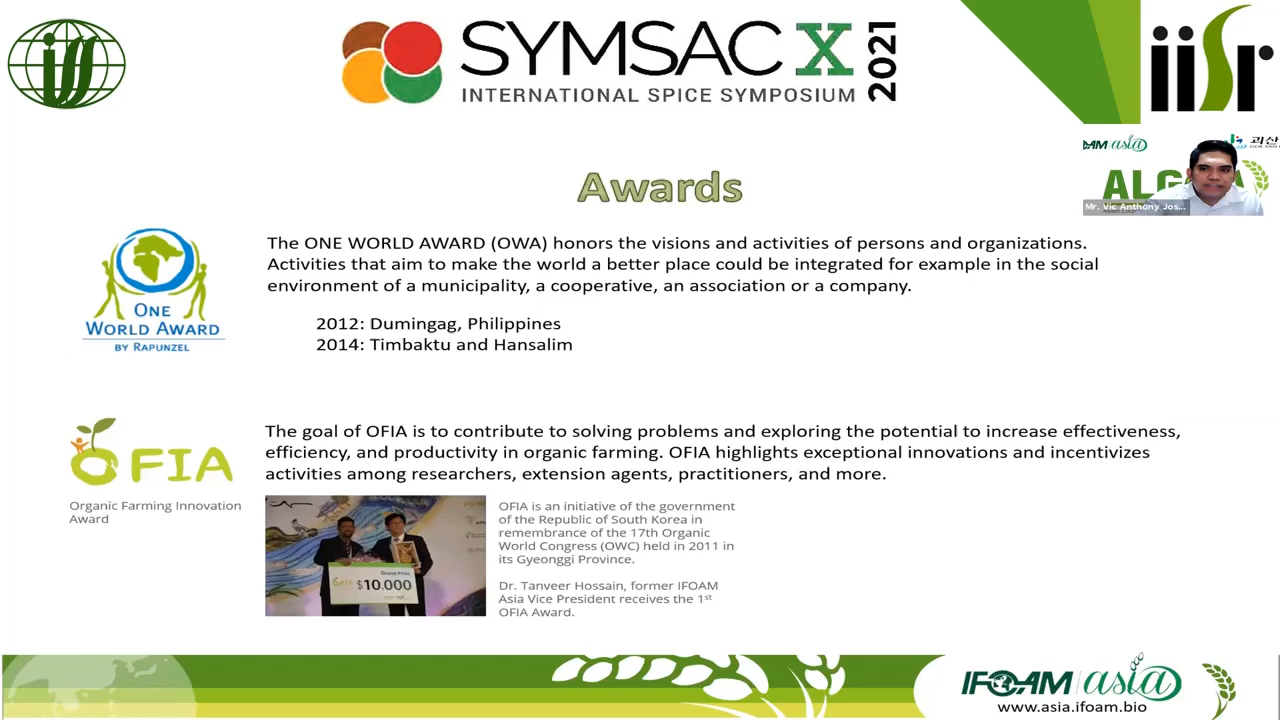 iiSr
SYMSAC X 2021
INTERNATIONAL SPICE SYMPOSIUM
asia
괴산
Mr. Vic Anthony Jos...
Awards
The ONE WORLD AWARD (OWA) honors the visions and activities of persons and organizations.
Activities that aim to make the world a better place could be integrated for example in the social
environment of a municipality, a cooperative, an association or a company.
ONE
WORLD AWARD
BY RAPUNZEL
2012: Dumingag, Philippines
2014: Timbaktu and Hansalim
OFIA
Organic Farming Innovation
Award
The goal of OFIA is to contribute to solving problems and exploring the potential to increase effectiveness,
efficiency, and productivity in organic farming. OFIA highlights exceptional innovations and incentivizes
activities among researchers, extension agents, practitioners, and more.
Grand Prize
$10.000
OFIA is an initiative of the government
of the Republic of South Korea in
remembrance of the 17th Organic
World Congress (OWC) held in 2011 in
its Gyeonggi Province.
Dr. Tanveer Hossain, former IFOAM
Asia Vice President receives the 1st
OFIA Award.
IFOAM asia
www.asia.ifoam.bio